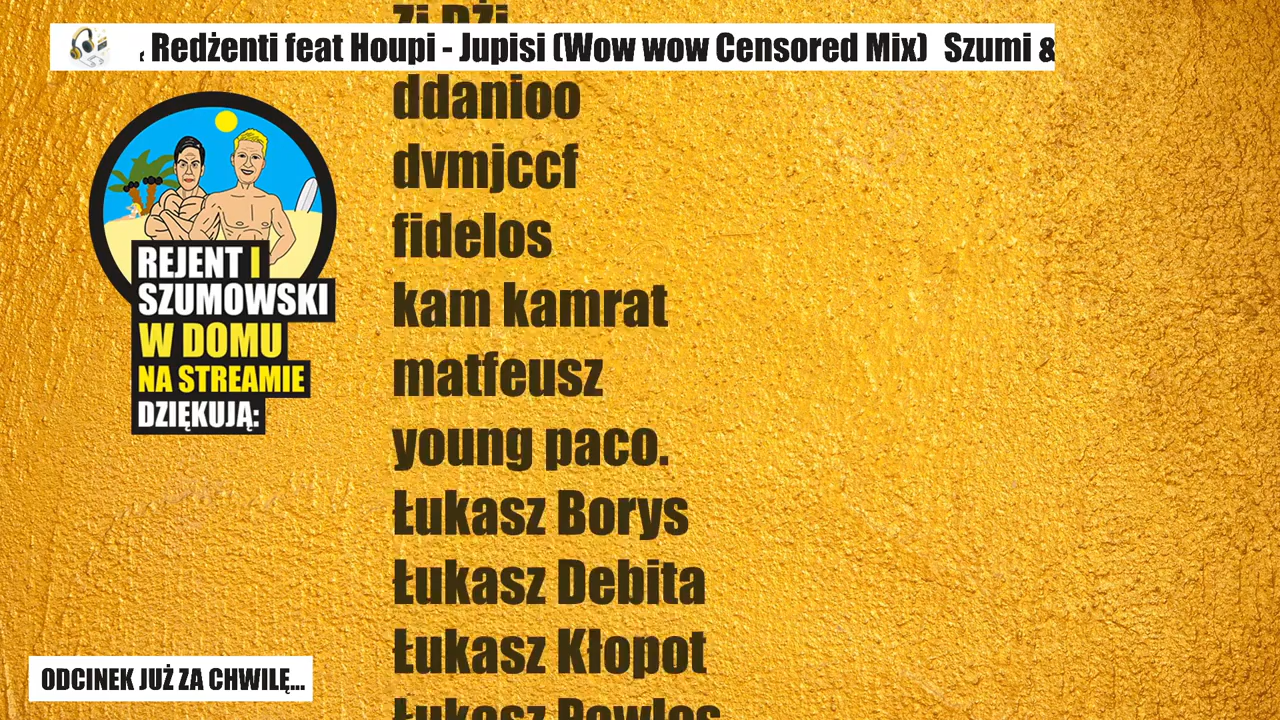 Redżenti feat Houpi - Jupisi (Wow wow Censored Mix) Szumi &
REJENT I
SZUMOWSKI
W DOMU
NA STREAMIE
DZIĘKUJĄ:
ddanioo
dvmjccf
fidelos
kam kamrat
matfeusz
young paco.
Łukasz Borys
Łukasz Debita
Łukasz Kłopot
Łukasz
ODCINEK JUŻ ZA CHWILĘ...